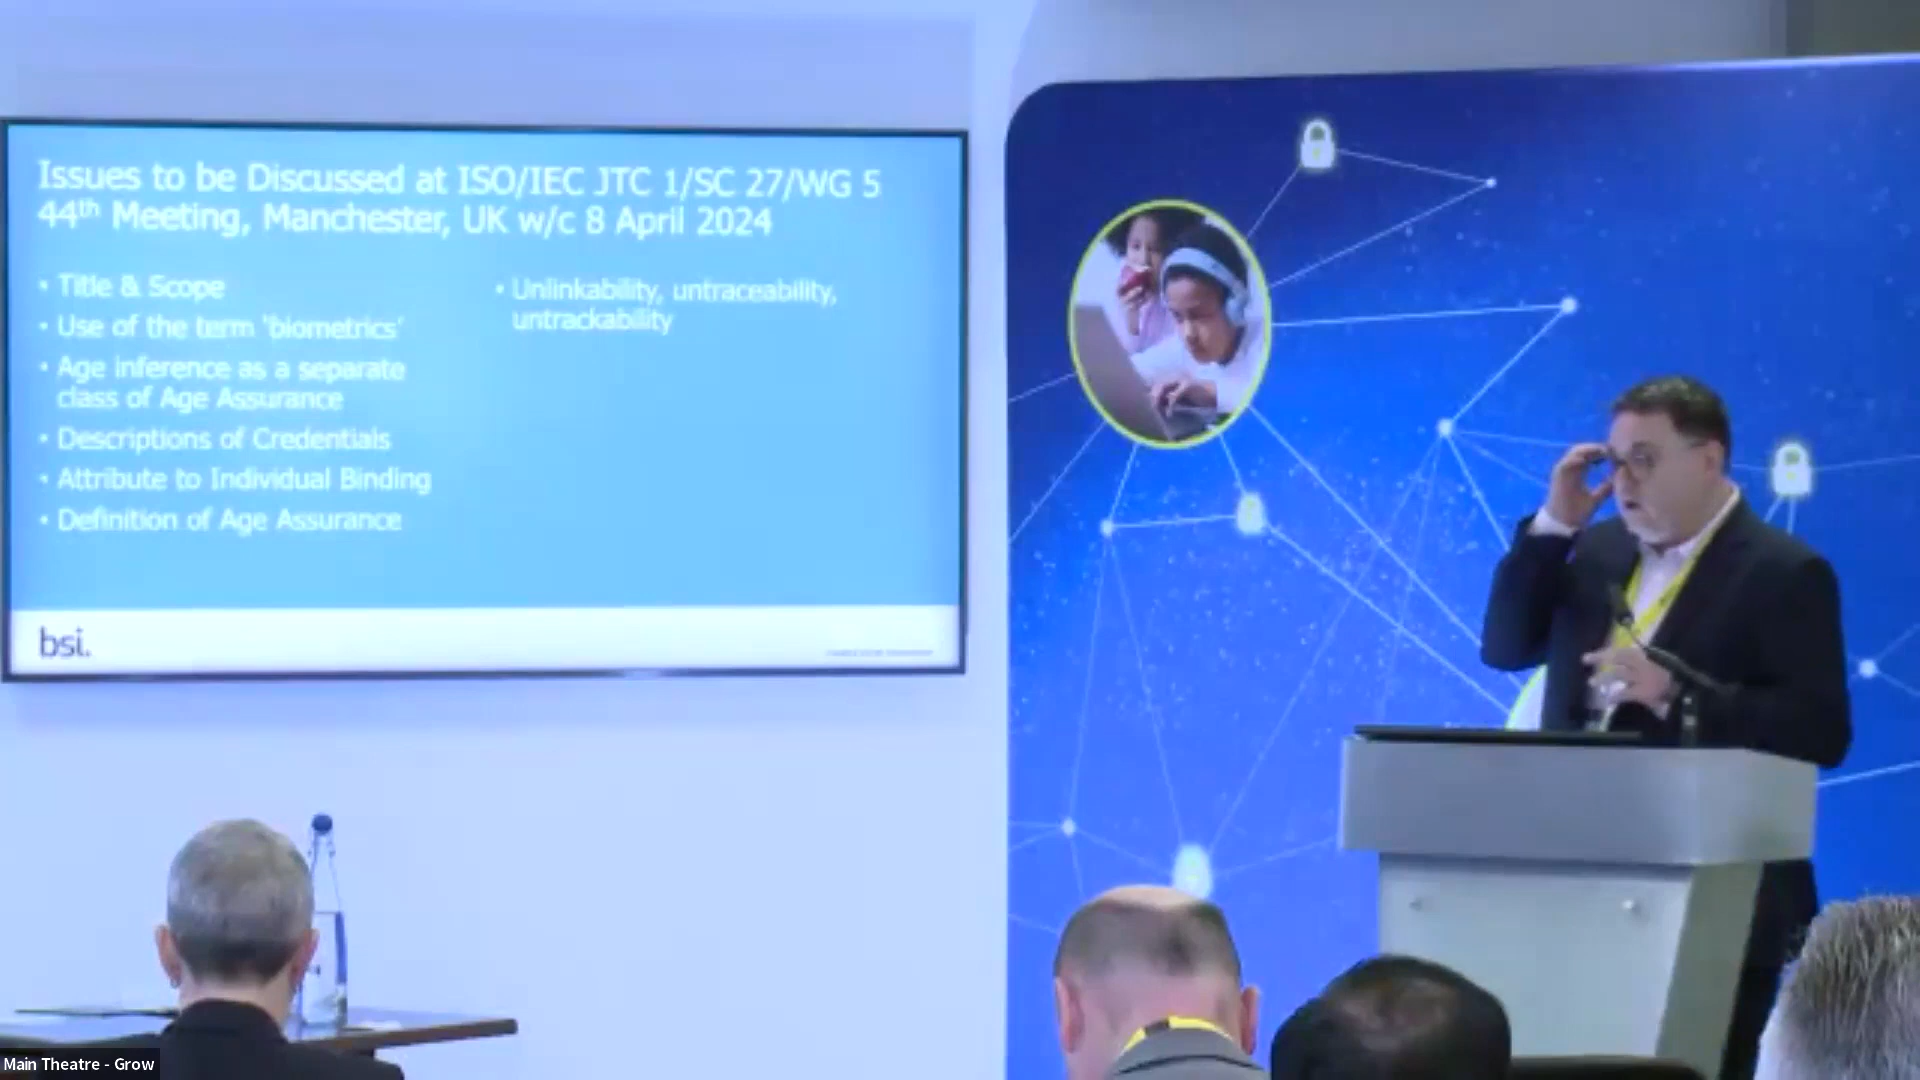 Issues to be Discussed at ISO/IEC JTC 1/SC 27/WG 5
44th Meeting, Manchester, UK w/c 8 April 2024
• Title & Scope
• Use of the term 'biometrics'
• Age inference as a separate
class of Age Assurance
• Descriptions of Credentials
• Attribute to Individual Binding
• Definition of Age Assurance
• Unlinkability, untraceability,
untrackability
bsi.
Main Theatre - Grow